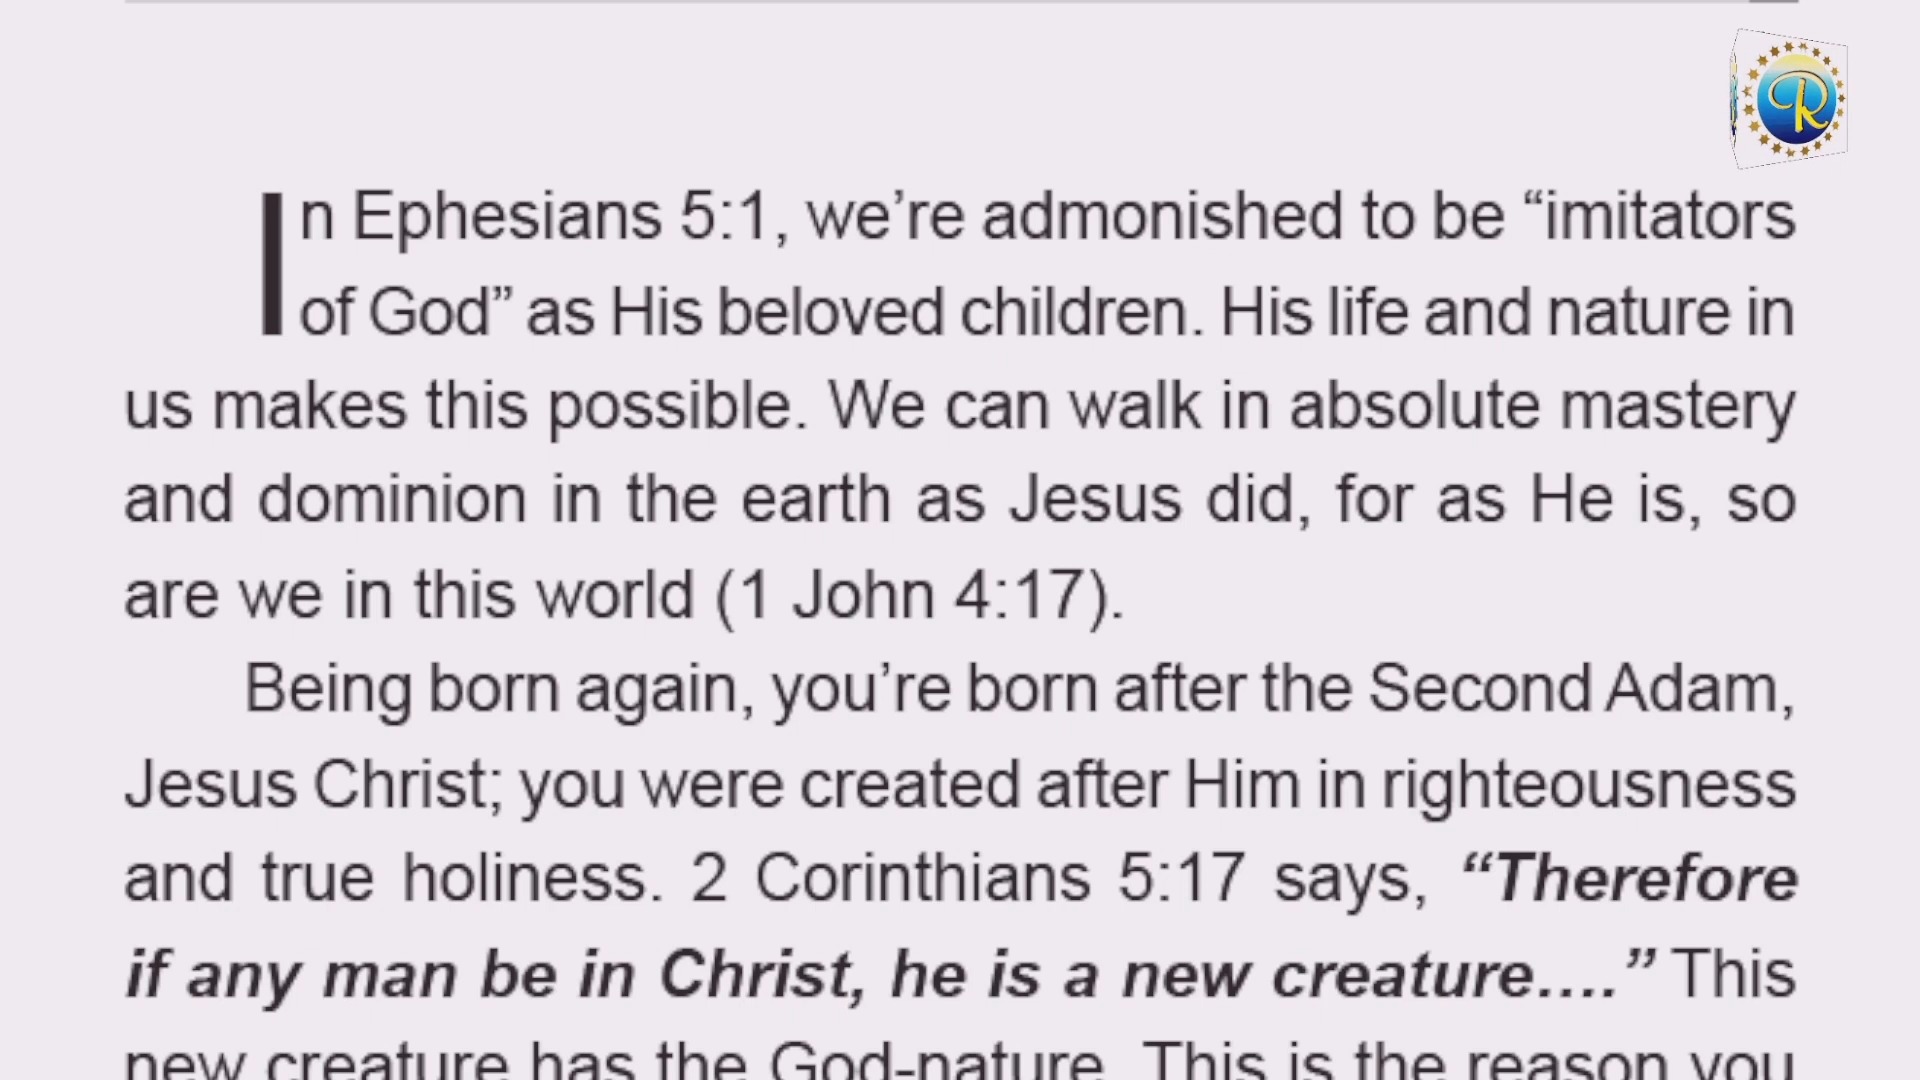 R
In Ephesians 5:1, we’re admonished to be “imitators
of God” as His beloved children. His life and nature in
us makes this possible. We can walk in absolute mastery
and dominion in the earth as Jesus did, for as He is, so
are we in this world (1 John 4:17).
Being born again, you’re born after the Second Adam,
Jesus Christ; you were created after Him in righteousness
and true holiness. 2 Corinthians 5:17 says, “Therefore
if any man be in Christ, he is a new creature....” This
new creature has the God-nature. This is the reason you